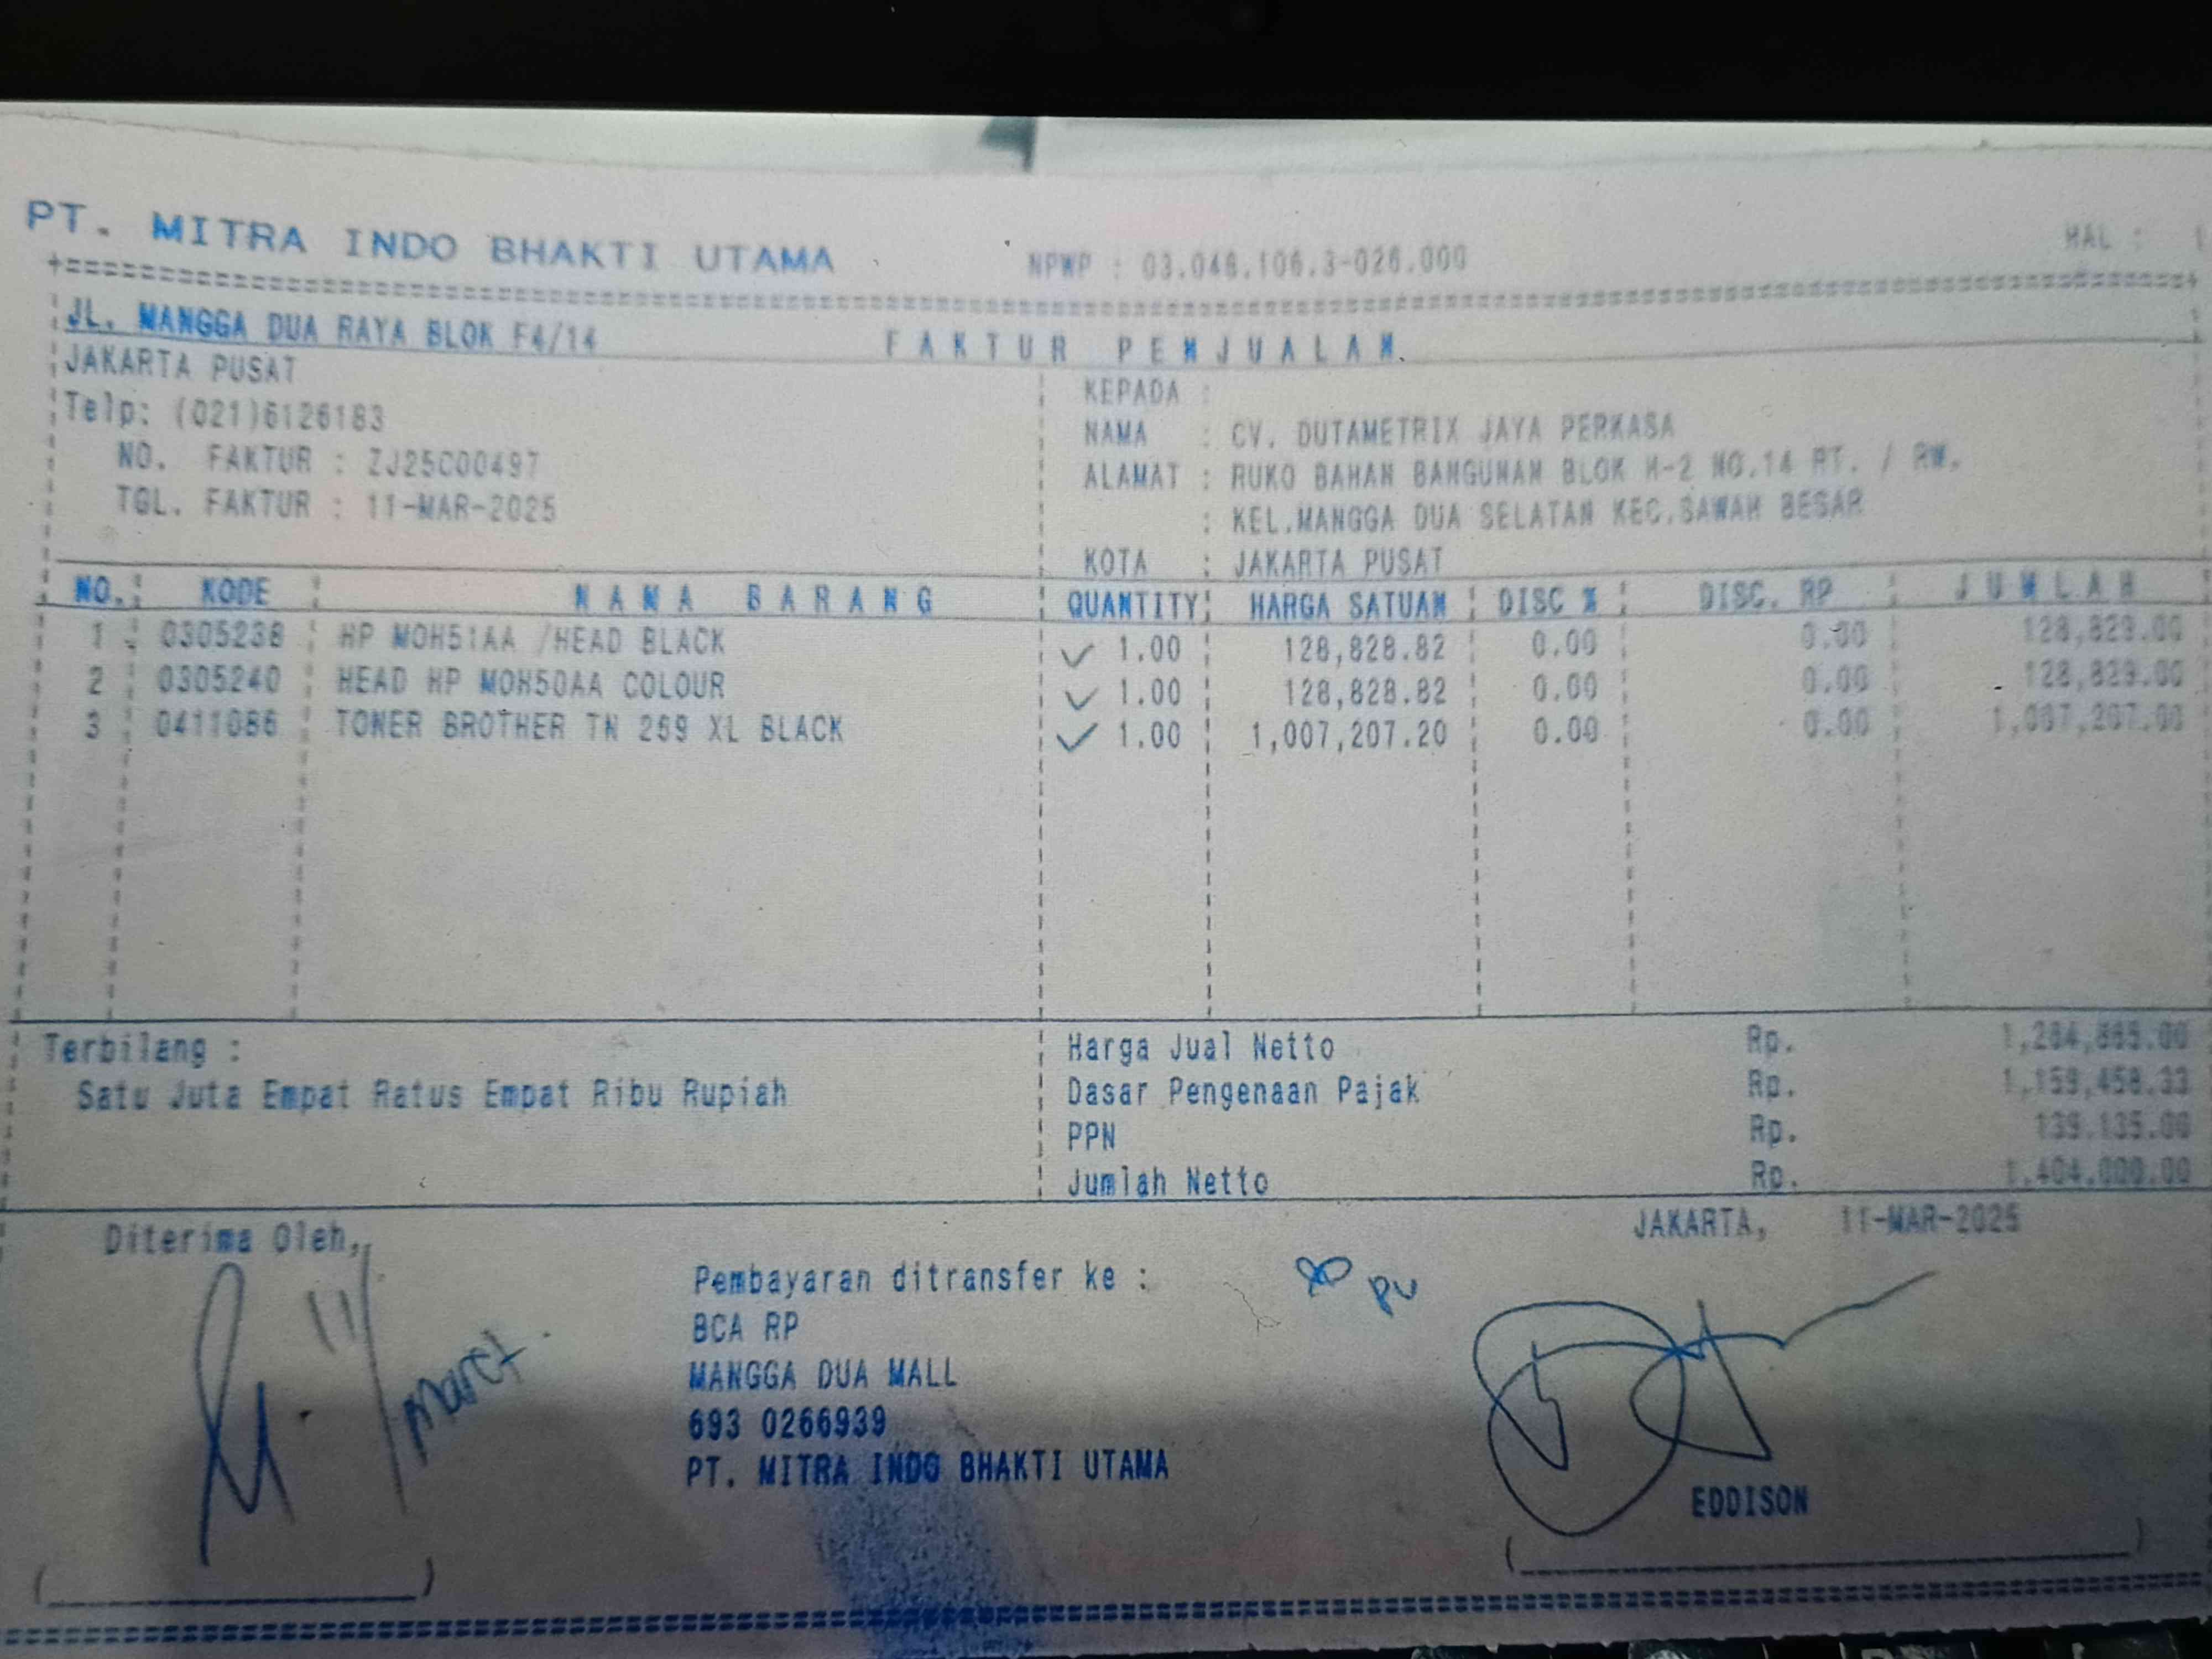 PT. MITRA INDO BHAKTI UTAMA NPWP : 03.048.106.3-026.000 HAL :
JL. MANGGA DUA RAYA BLOK F4/14 FAKTUR PENJUALAN
JAKARTA PUSAT
Telp: (021)6126183
NO. FAKTUR : ZJ25C00497
TGL. FAKTUR : 11-MAR-2025
KEPADA :
NAMA : CV. DUTAMETRIX JAYA PERKASA
ALAMAT : RUKO BAHAN BANGUNAN BLOK H-2 NO.14 RT. / RW.
: KEL.MANGGA DUA SELATAN KEC.SAWAH BESAR
KOTA : JAKARTA PUSAT
NO. KODE NAMA BARANG QUANTITY HARGA SATUAN DISC % DISC. RP JUMLAH
1 0305238 HP MOH51AA /HEAD BLACK 1.00 128,828.82 0.00 0.00 128,829.00
2 0305240 HEAD HP MOH50AA COLOUR 1.00 128,828.82 0.00 0.00 128,829.00
3 0411086 TONER BROTHER TN 269 XL BLACK 1.00 1,007,207.20 0.00 0.00 1,007,207.00
Terbilang :
Satu Juta Empat Ratus Empat Ribu Rupiah
Harga Jual Netto Rp. 1,264,865.00
Dasar Pengenaan Pajak Rp. 1,159,458.33
PPN Rp. 139.135.00
Jumlah Netto Rp. 1,404,000.00
JAKARTA, 11-MAR-2025
Diterima Oleh,
11/Maret
Pembayaran ditransfer ke :
BCA RP
MANGGA DUA MALL
693 0266939
PT. MITRA INDO BHAKTI UTAMA
EDDISON